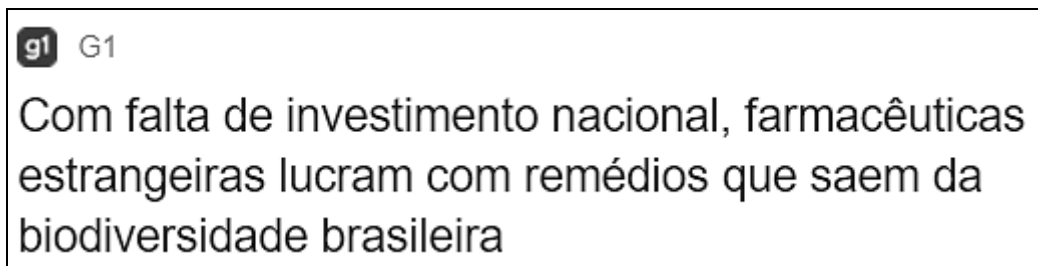 g1 G1
Com falta de investimento nacional, farmacêuticas
estrangeiras lucram com remédios que saem da
biodiversidade brasileira